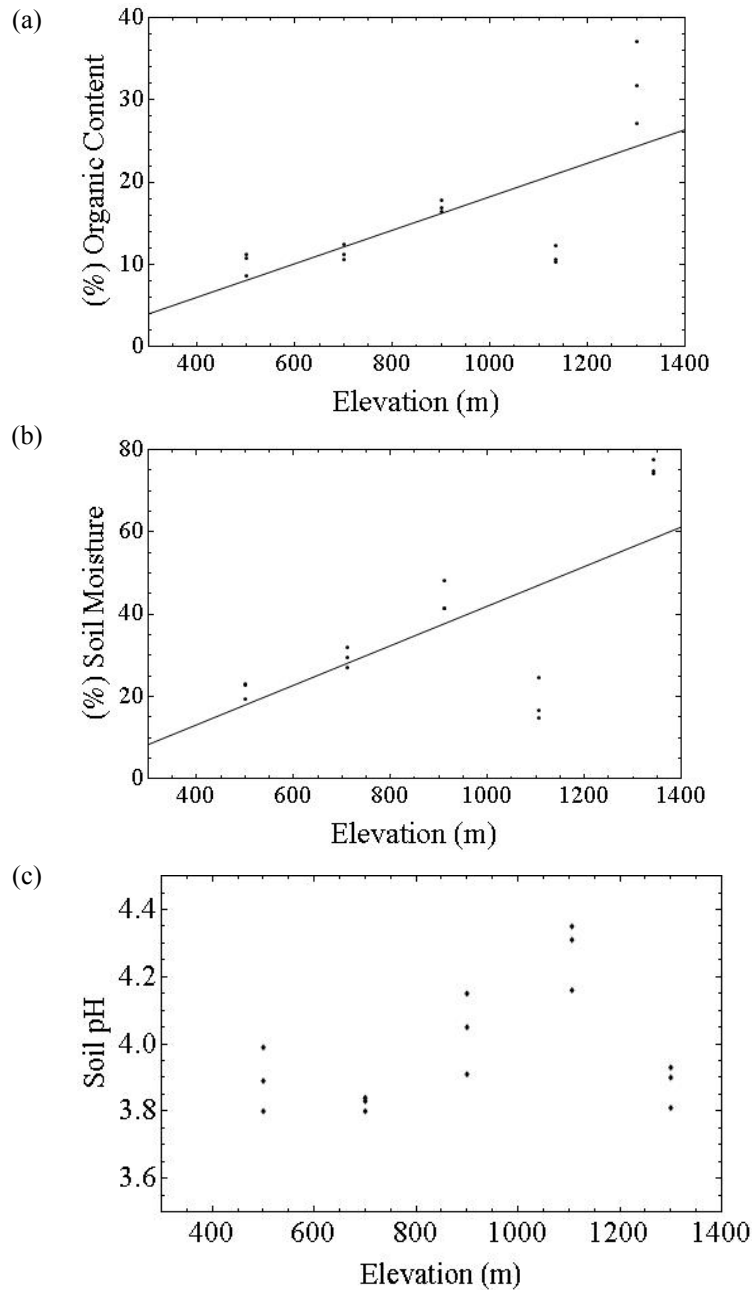 (a)
40
30
20
10
0
(%) Organic Content
400 600 800 1000 1200 1400
Elevation (m)
(b)
80
60
40
20
0
(%) Soil Moisture
400 600 800 1000 1200 1400
Elevation (m)
(c)
4.4
4.2
4.0
3.8
3.6
Soil pH
400 600 800 1000 1200 1400
Elevation (m)